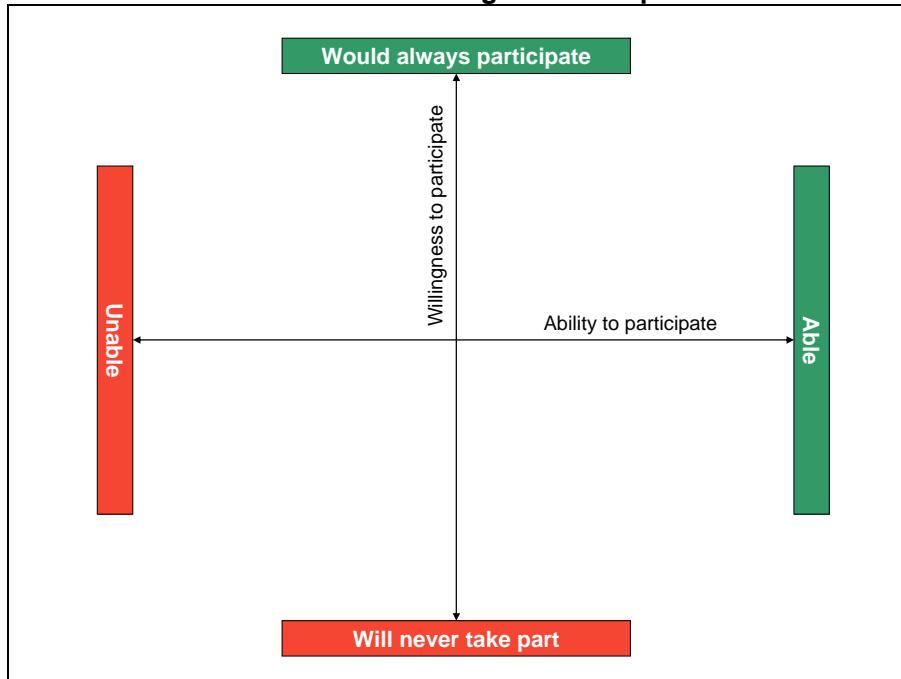 Would always participate
Willingness to participate
Unable
Ability to participate
Able
Will never take part